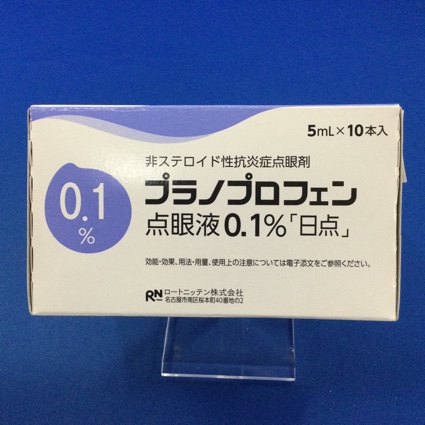 5mL×10本入
非ステロイド性抗炎症点眼剤
0.1
%
プラノプロフェン
点眼液0.1%「日点」
効能・効果、用法・用量、使用上の注意については電子添文をご参照ください。
RN ロートニッテン株式会社
名古屋市南区桜本町40番地の2